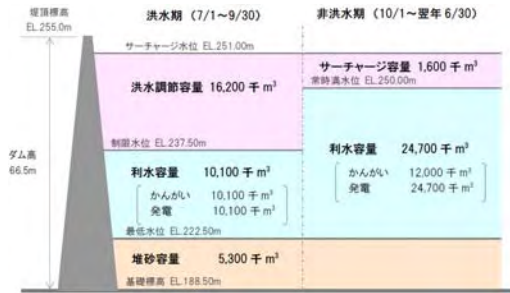 堤頂標高
EL.255.0m
洪水期 (7/1~9/30)
非洪水期 (10/1~翌年 6/30)
サーチャージ水位 EL.251.00m
洪水調節容量 16,200 千 m³
サーチャージ容量 1,600 千 m³
常時満水位 EL.250.00m
制限水位 EL.237.50m
ダム高
66.5m
利水容量 10,100 千 m³
かんがい 10,100 千 m³
発電 10,100 千 m³
利水容量 24,700 千 m³
かんがい 12,000 千 m³
発電 24,700 千 m³
最低水位 EL.222.50m
堆砂容量 5,300 千 m³
基礎標高 EL.188.50m